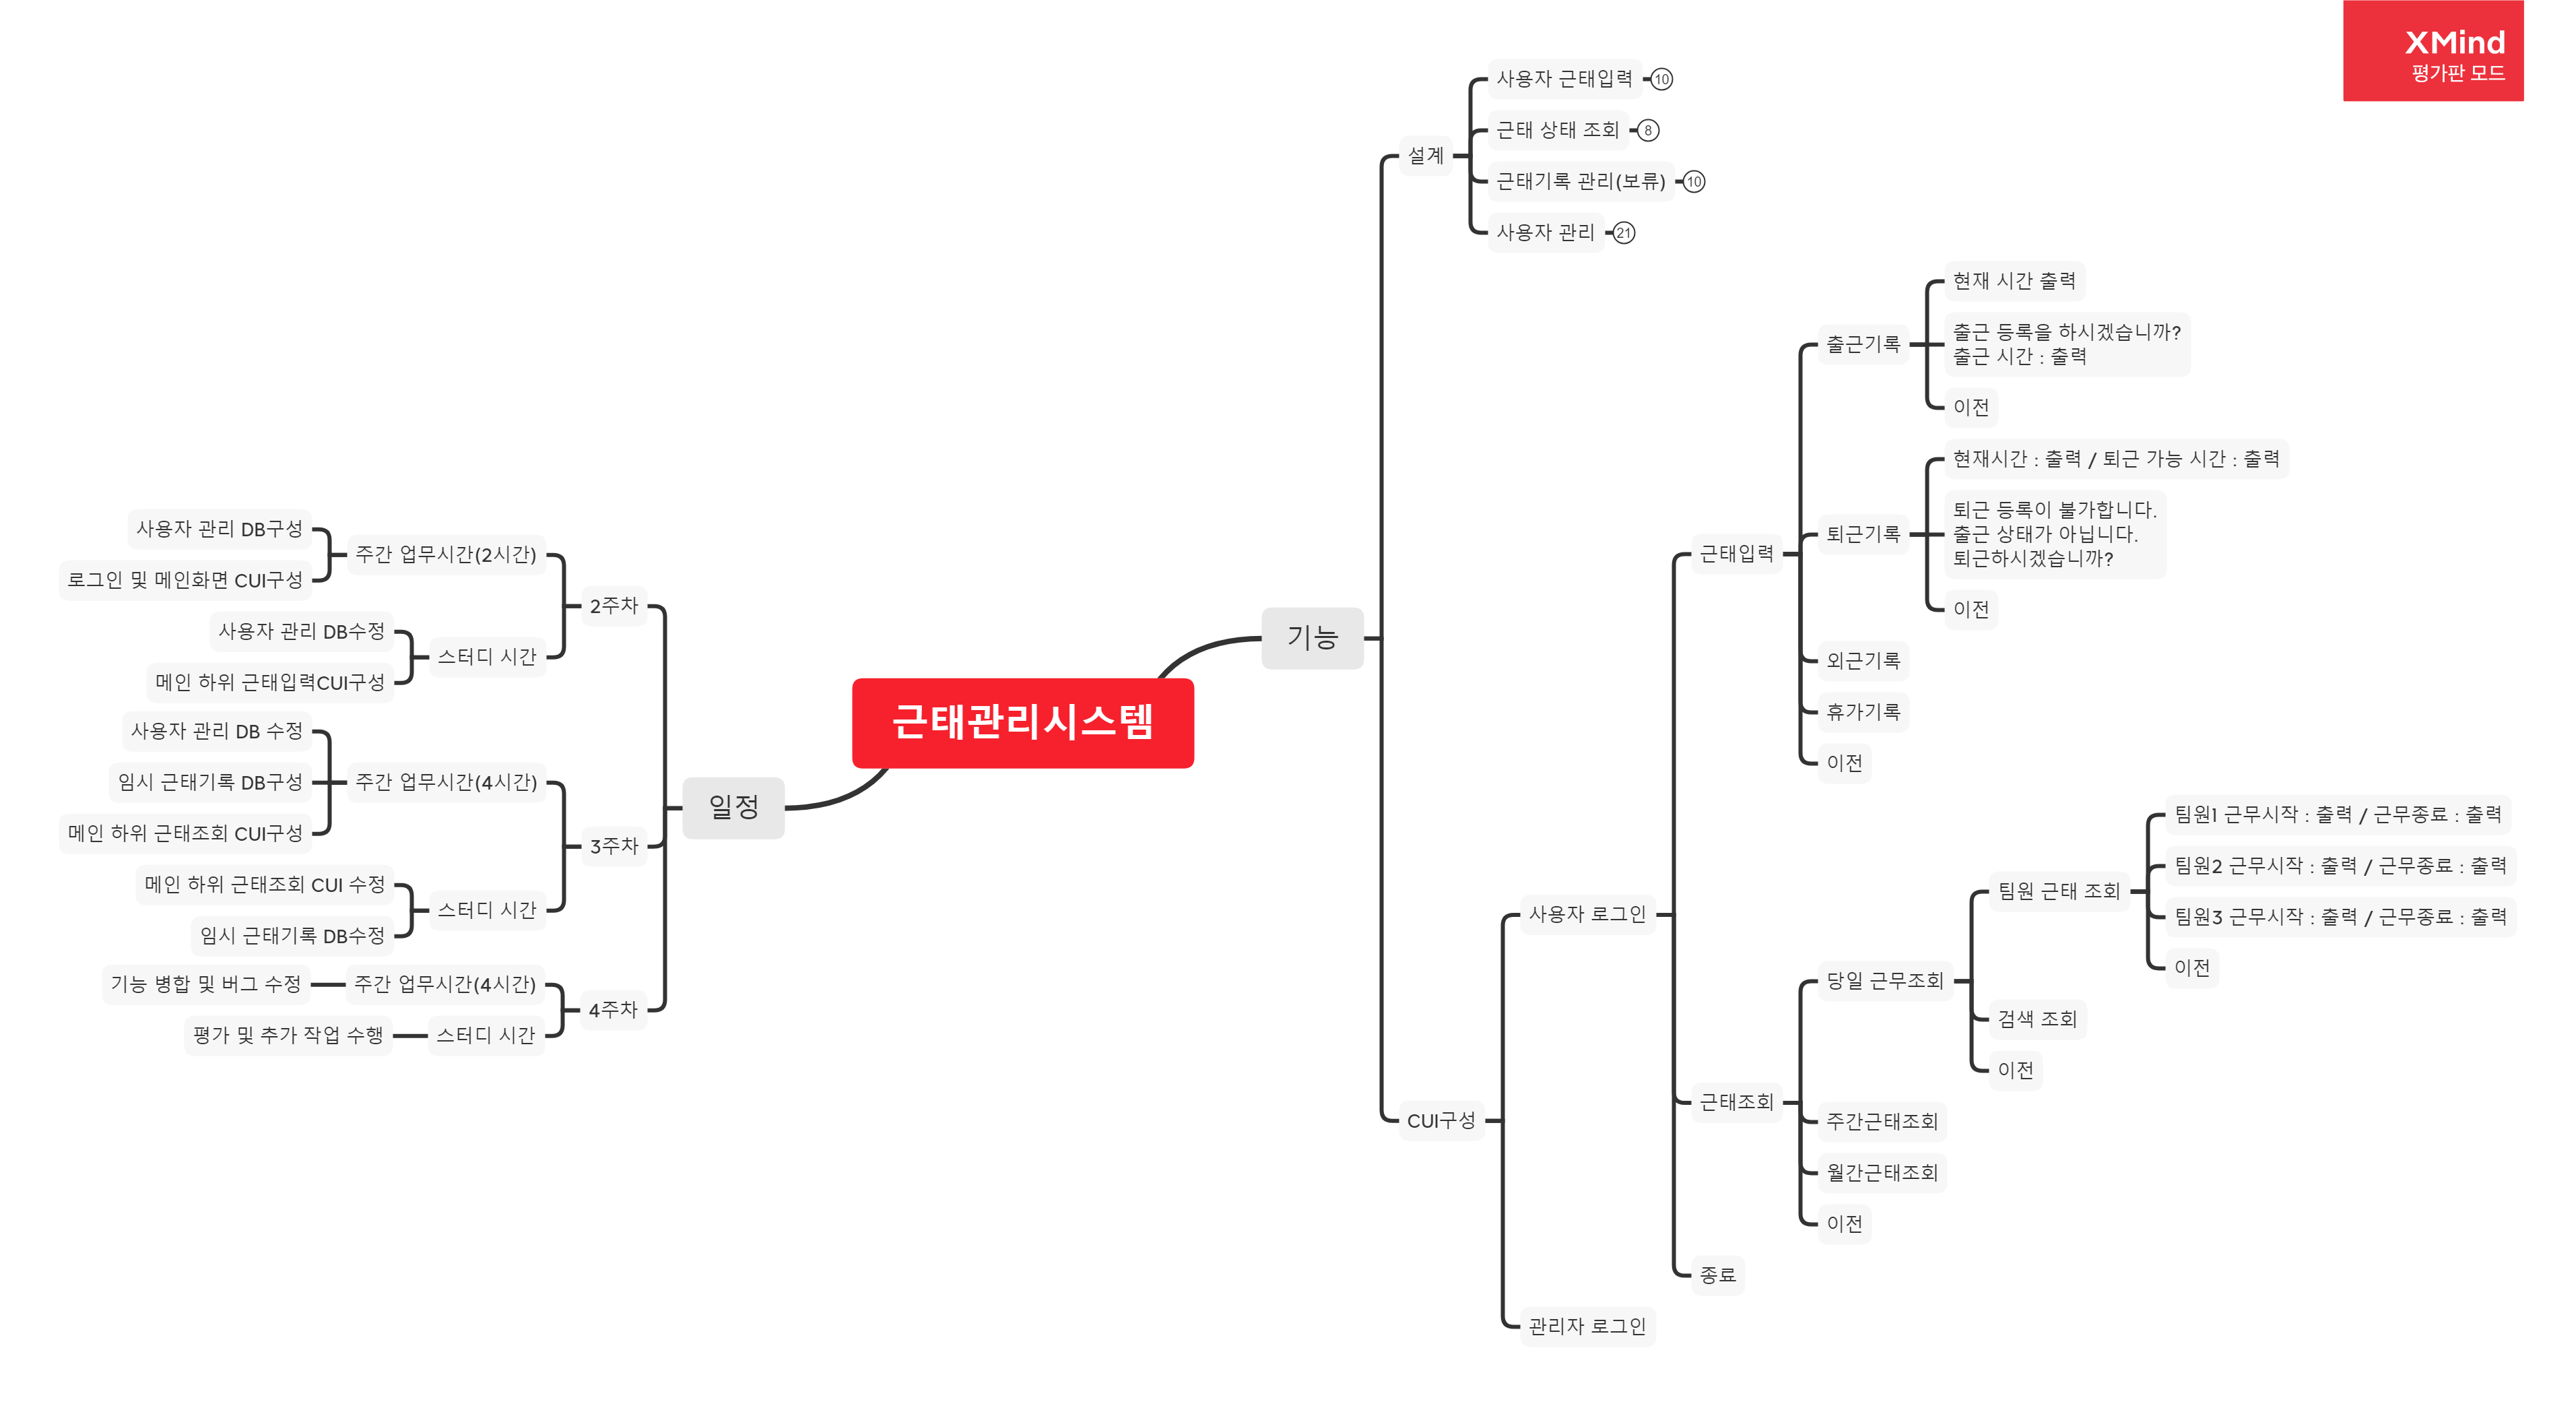 XMind
평가판 모드
근태관리시스템
기능
설계
사용자 근태입력
10
근태 상태 조회
8
근태기록 관리(보류)
10
사용자 관리
21
CUI구성
사용자 로그인
근태입력
출근기록
현재 시간 출력
출근 등록을 하시겠습니까?
출근 시간 : 출력
이전
퇴근기록
현재시간 : 출력 / 퇴근 가능 시간 : 출력
퇴근 등록이 불가합니다.
출근 상태가 아닙니다.
퇴근하시겠습니까?
이전
외근기록
휴가기록
이전
근태조회
당일 근무조회
팀원 근태 조회
팀원1 근무시작 : 출력 / 근무종료 : 출력
팀원2 근무시작 : 출력 / 근무종료 : 출력
팀원3 근무시작 : 출력 / 근무종료 : 출력
이전
검색 조회
이전
주간근태조회
월간근태조회
이전
종료
관리자 로그인
일정
2주차
주간 업무시간(2시간)
사용자 관리 DB구성
로그인 및 메인화면 CUI구성
스터디 시간
사용자 관리 DB수정
메인 하위 근태입력CUI구성
3주차
주간 업무시간(4시간)
사용자 관리 DB 수정
임시 근태기록 DB구성
메인 하위 근태조회 CUI구성
스터디 시간
메인 하위 근태조회 CUI 수정
임시 근태기록 DB수정
4주차
주간 업무시간(4시간)
기능 병합 및 버그 수정
스터디 시간
평가 및 추가 작업 수행